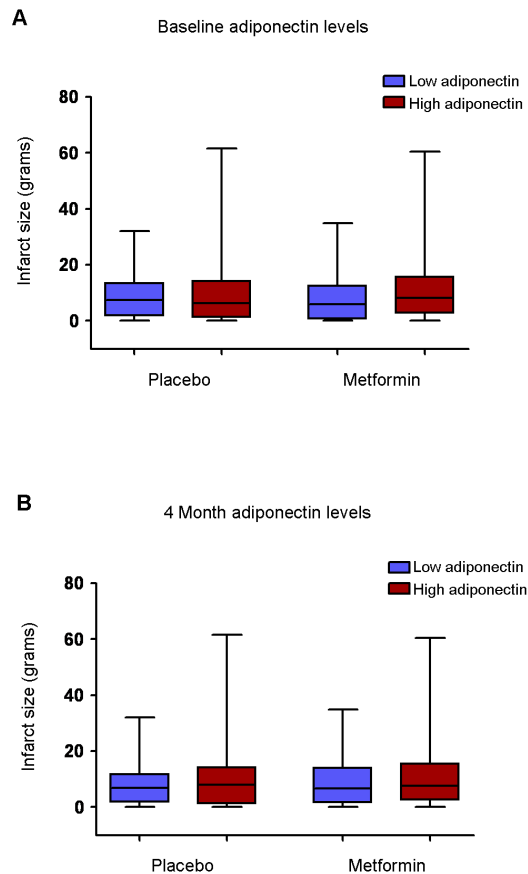 A
Baseline adiponectin levels
Low adiponectin
High adiponectin
Infarct size (grams)
80
60
40
20
0
Placebo
Metformin
B
4 Month adiponectin levels
Low adiponectin
High adiponectin
Infarct size (grams)
80
60
40
20
0
Placebo
Metformin